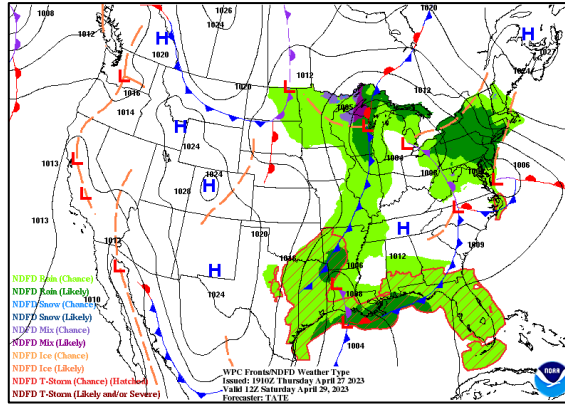 1008
1012
1024
1026
1020
H
1020
1024
H
1027
L
1016
1014
1020
L
1012
1005
L
1012
H
1024
1004
L
1008
L
1006
1013
L
L
1028
1024
H
1013
1012
L
H
1024
1020
H
1012
L
1009
1010
1006
L
1008
L
1004
NDFD Rain (Chance)
NDFD Rain (Likely)
NDFD Snow (Chance)
NDFD Snow (Likely)
NDFD Mix (Chance)
NDFD Mix (Likely)
NDFD Ice (Chance)
NDFD Ice (Likely)
NDFD T-Storm (Chance) (Hatched)
NDFD T-Storm (Likely and/or Severe)
WPC Fronts/NDFD Weather Type
Issued: 1910Z Thursday April 27 2023
Valid 12Z Saturday April 29, 2023
Forecaster: TATE
NOAA